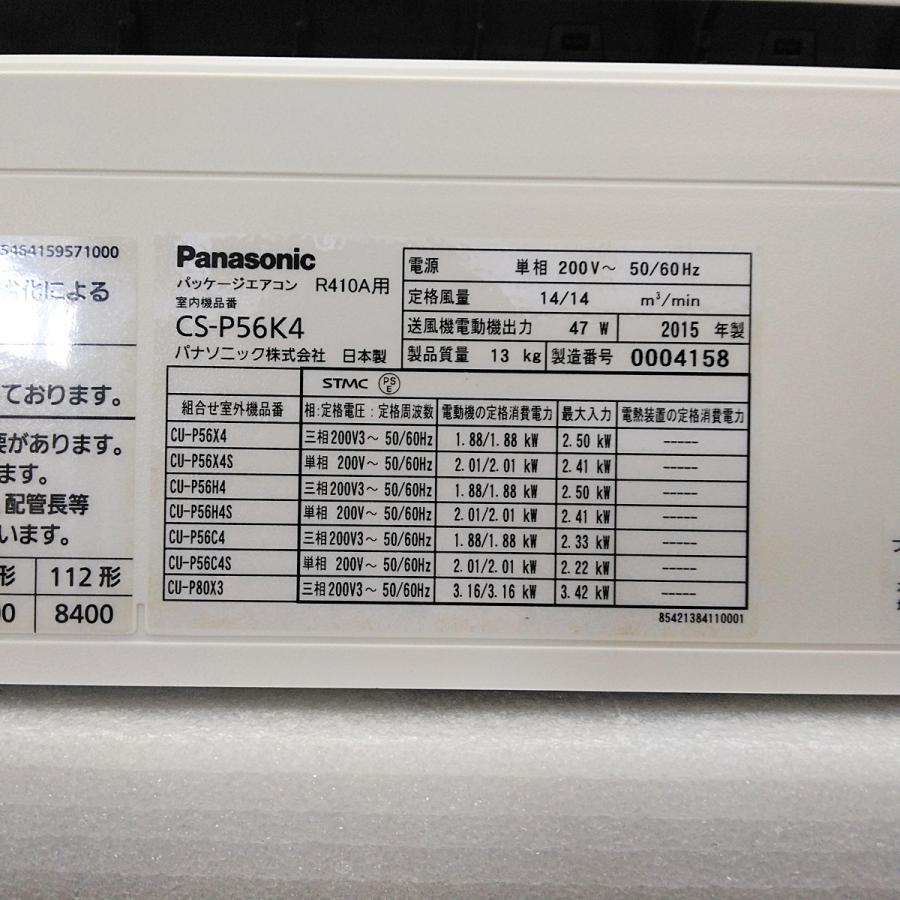 5464159571000
劣化による
ております。
要があります。
ます。
配管長等
います。
形 112形
00 8400
Panasonic
パッケージエアコン R410A用
室内機品番
CS-P56K4
パナソニック株式会社 日本製
電源 単相 200V～ 50/60Hz
定格風量 14/14 m³/min
送風機電動機出力 47 W 2015 年製
製品質量 13 kg 製造番号 0004158
STMC PSE
組合せ室外機品番 相:定格電圧:定格周波数 電動機の定格消費電力 最大入力 電熱装置の定格消費電力
CU-P56X4 三相200V3～ 50/60Hz 1.88/1.88 kW 2.50 kW -----
CU-P56X4S 単相 200V～ 50/60Hz 2.01/2.01 kW 2.41 kW -----
CU-P56H4 三相200V3～ 50/60Hz 1.88/1.88 kW 2.50 kW -----
CU-P56H4S 単相 200V～ 50/60Hz 2.01/2.01 kW 2.41 kW -----
CU-P56C4 三相200V3～ 50/60Hz 1.88/1.88 kW 2.33 kW -----
CU-P56C4S 単相 200V～ 50/60Hz 2.01/2.01 kW 2.22 kW -----
CU-P80X3 三相200V3～ 50/60Hz 3.16/3.16 kW 3.42 kW -----
85421384110001